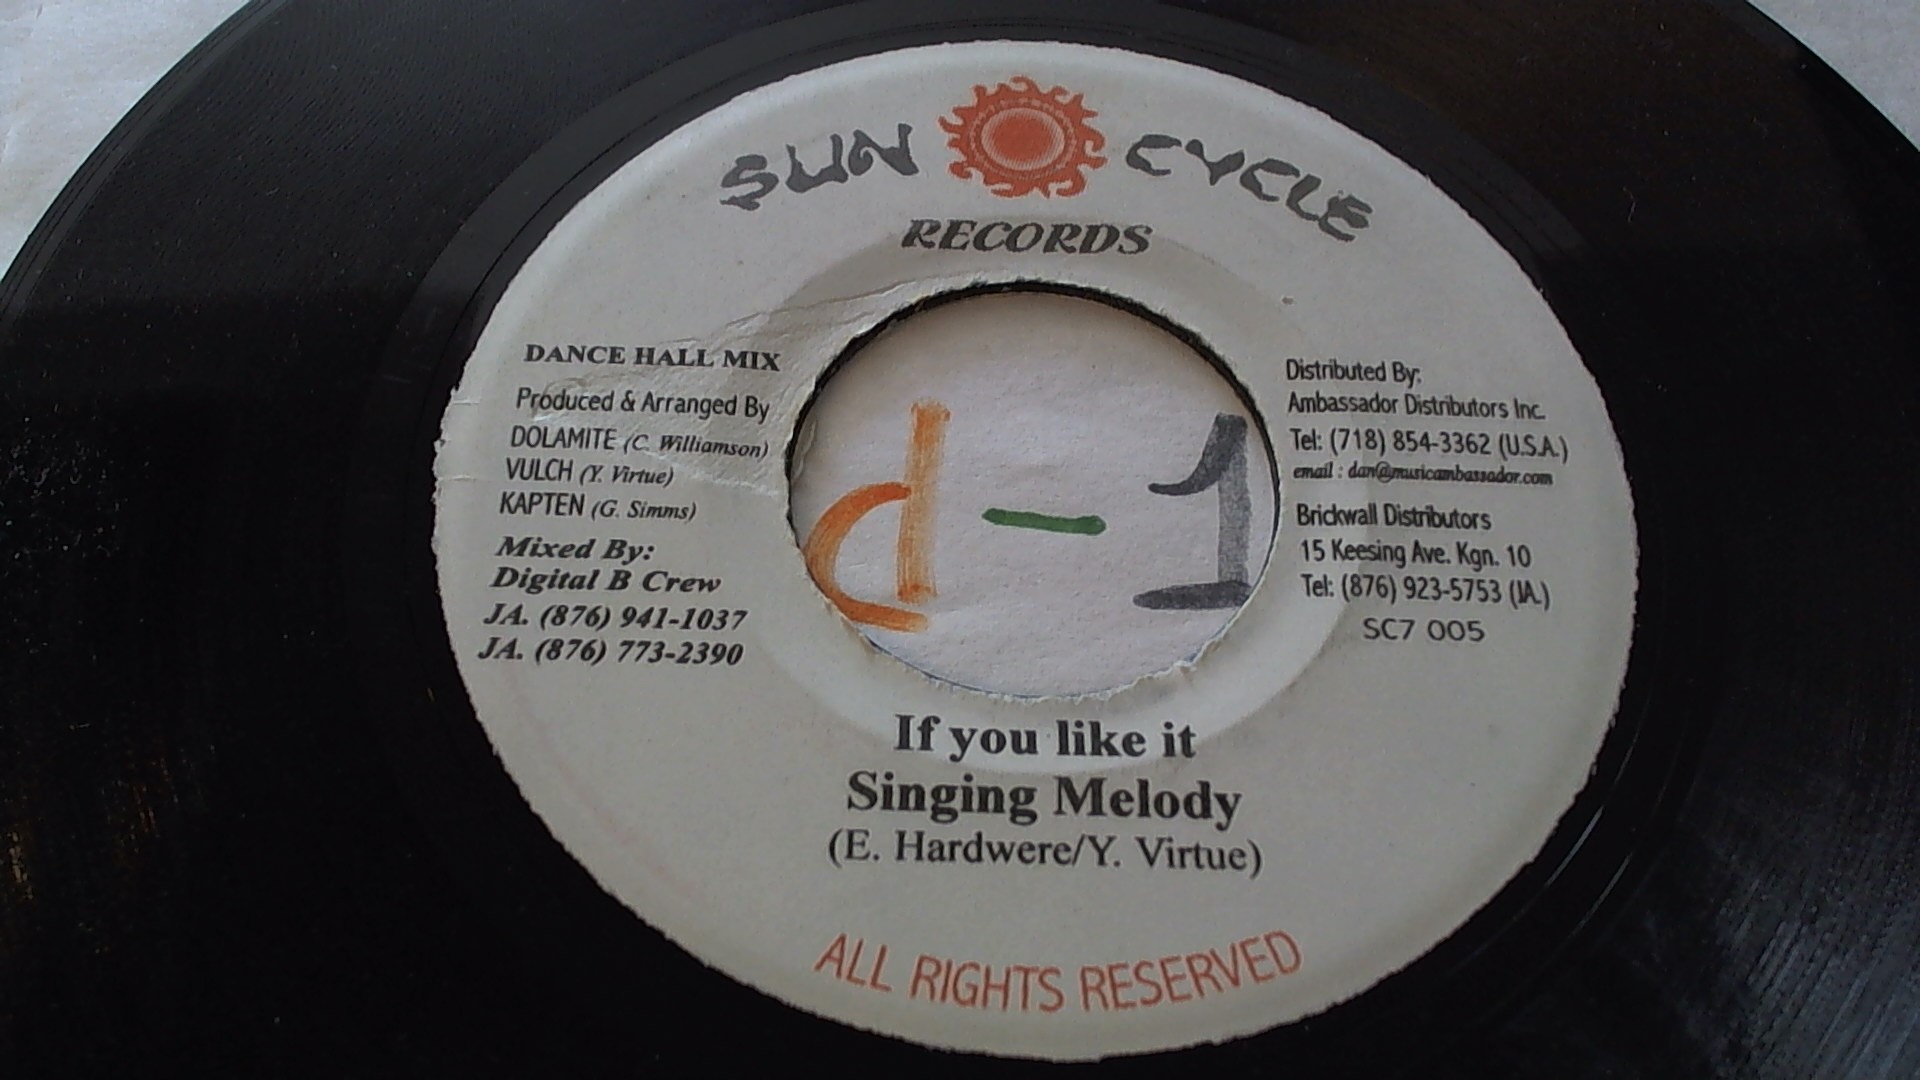 SUN CYCLE
RECORDS
DANCE HALL MIX
Produced & Arranged By
DOLAMITE (C. Williamson)
VULCH (Y. Virtue)
KAPTEN (G. Simms)
Mixed By:
Digital B Crew
JA. (876) 941-1037
JA. (876) 773-2390
d-1
Distributed By:
Ambassador Distributors Inc.
Tel: (718) 854-3362 (U.S.A.)
email : dan@musicambassador.com
Brickwall Distributors
15 Keesing Ave. Kgn. 10
Tel: (876) 923-5753 (JA.)
SC7 005
If you like it
Singing Melody
(E. Hardwere/Y. Virtue)
ALL RIGHTS RESERVED